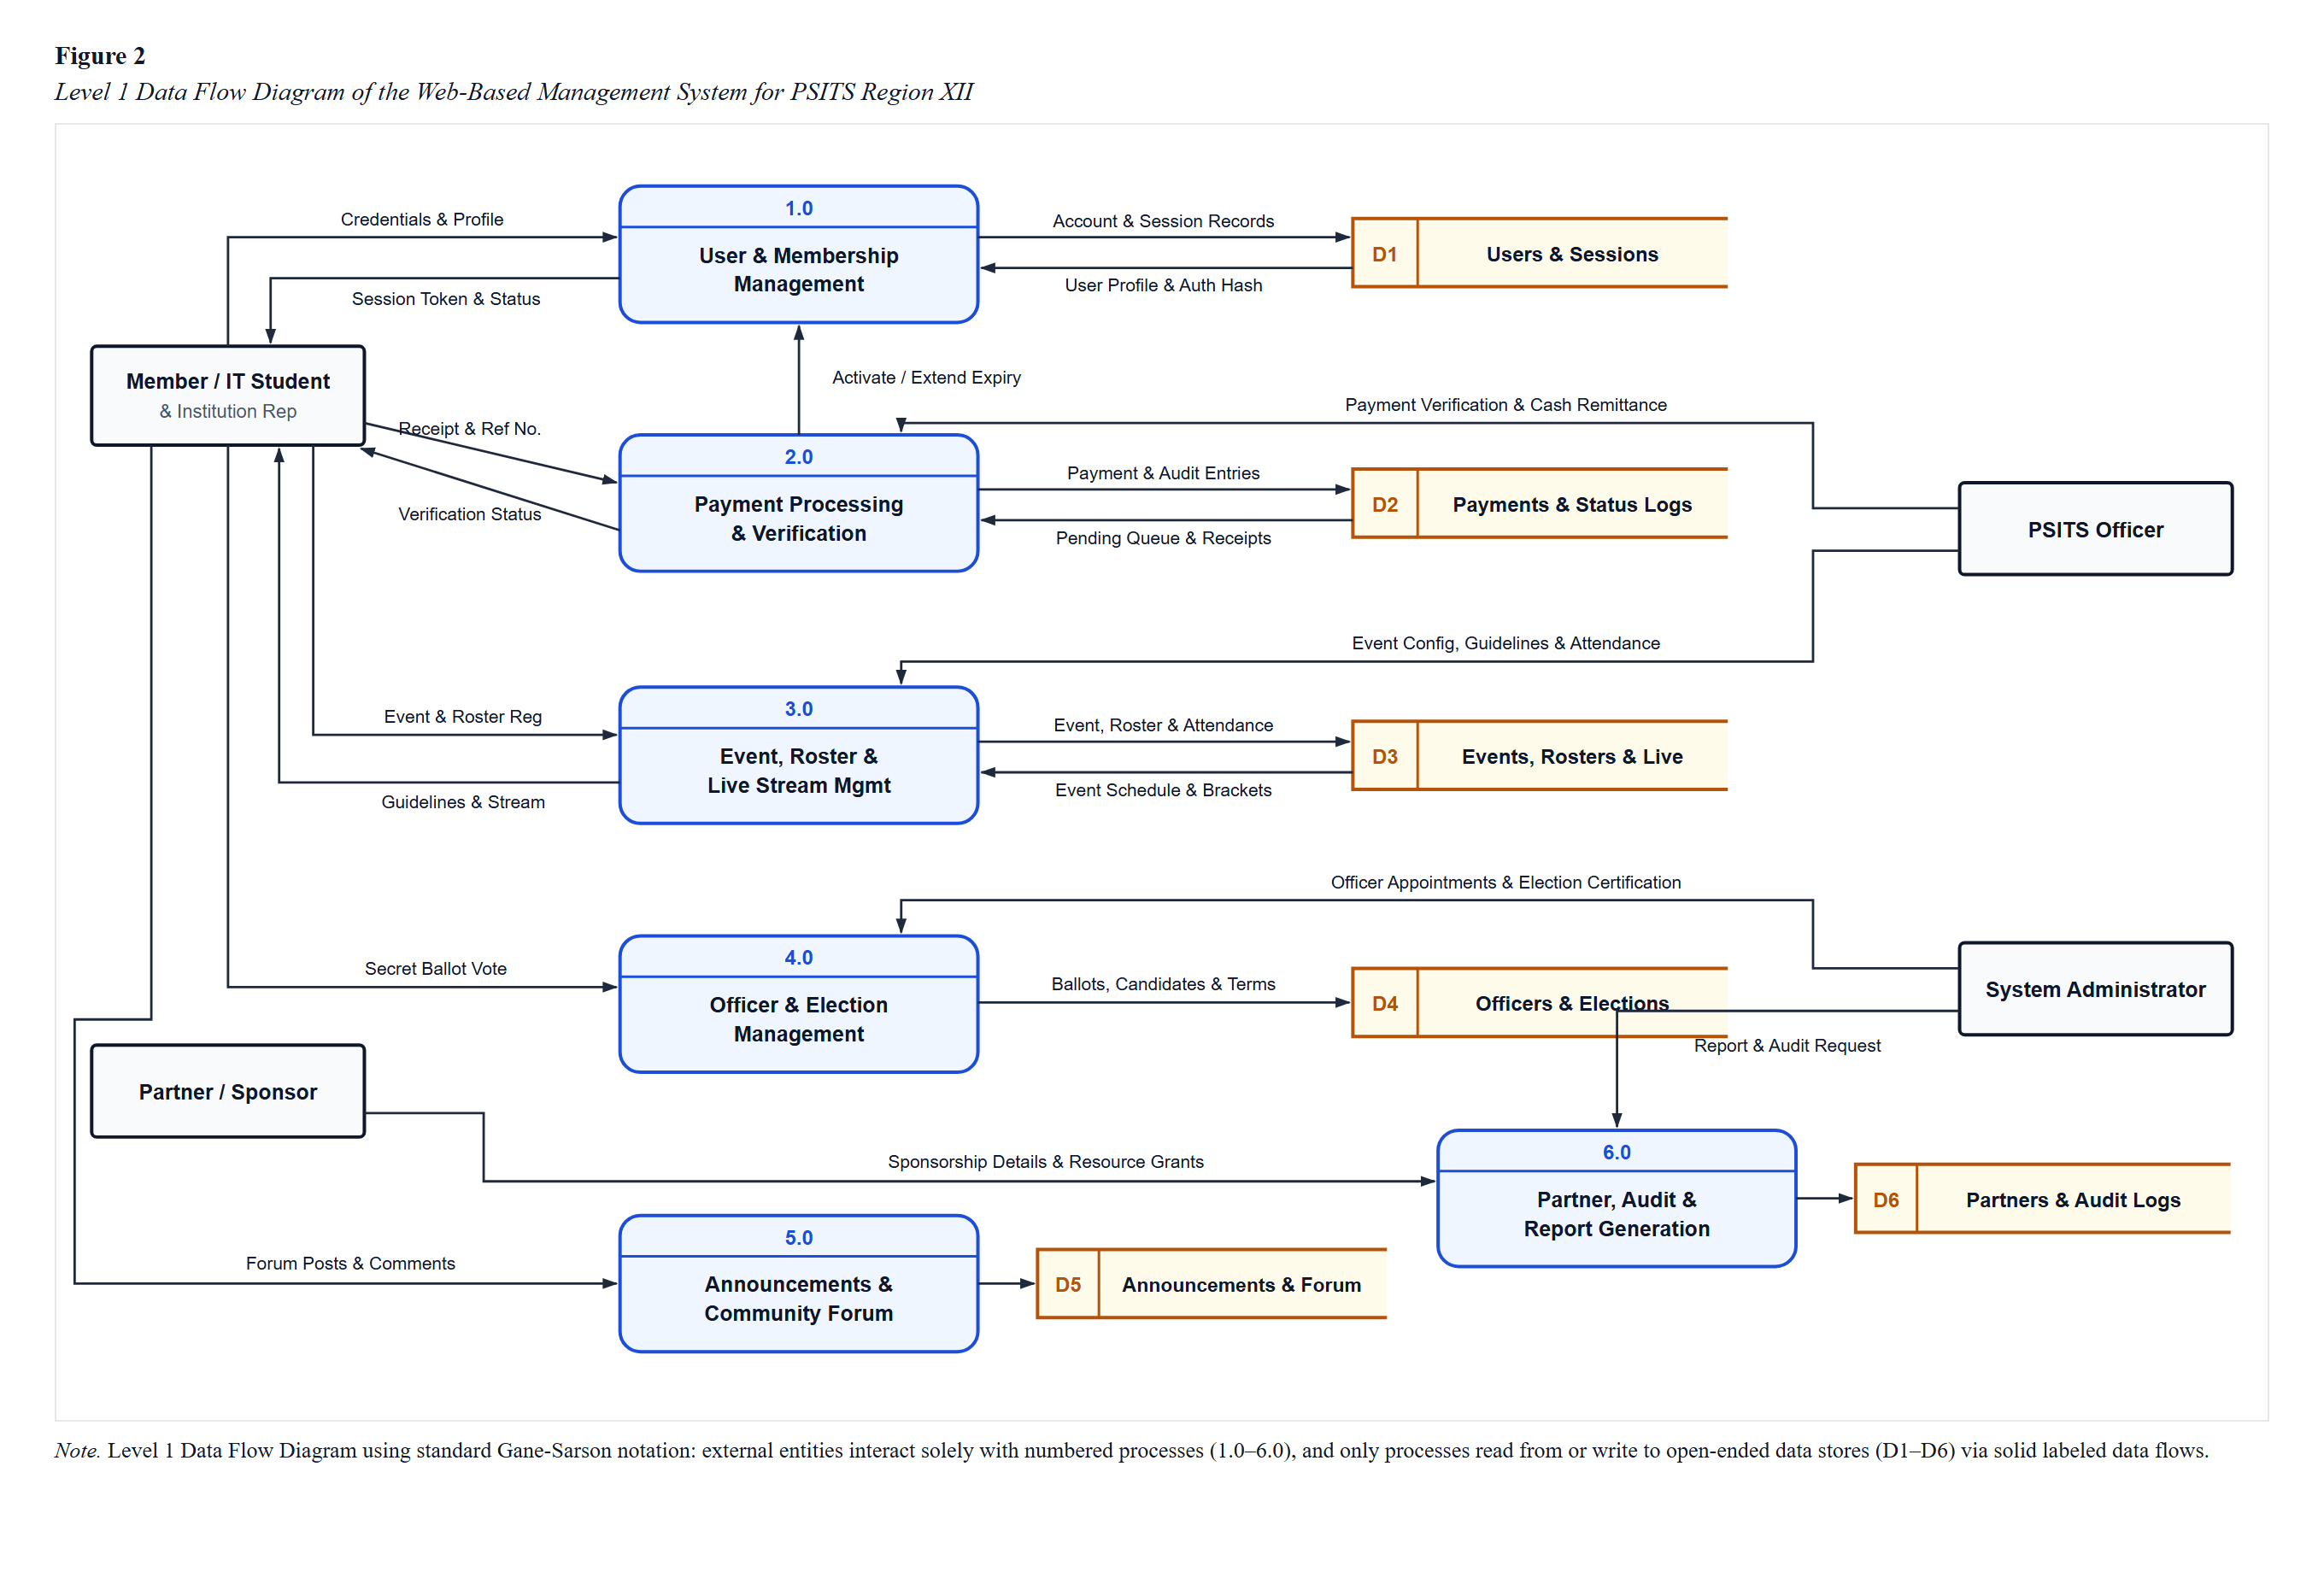 Figure 2
Level 1 Data Flow Diagram of the Web-Based Management System for PSITS Region XII
1.0
User & Membership
Management
Credentials & Profile
Session Token & Status
Account & Session Records
User Profile & Auth Hash
D1
Users & Sessions
Member / IT Student
& Institution Rep
Activate / Extend Expiry
Payment Verification & Cash Remittance
Receipt & Ref No.
Verification Status
2.0
Payment Processing
& Verification
Payment & Audit Entries
Pending Queue & Receipts
D2
Payments & Status Logs
PSITS Officer
Event Config, Guidelines & Attendance
Event & Roster Reg
Guidelines & Stream
3.0
Event, Roster &
Live Stream Mgmt
Event, Roster & Attendance
Event Schedule & Brackets
D3
Events, Rosters & Live
Officer Appointments & Election Certification
Secret Ballot Vote
4.0
Officer & Election
Management
Ballots, Candidates & Terms
D4
Officers & Elections
System Administrator
Report & Audit Request
Partner / Sponsor
Sponsorship Details & Resource Grants
6.0
Partner, Audit &
Report Generation
D6
Partners & Audit Logs
Forum Posts & Comments
5.0
Announcements &
Community Forum
D5
Announcements & Forum
Note. Level 1 Data Flow Diagram using standard Gane-Sarson notation: external entities interact solely with numbered processes (1.0–6.0), and only processes read from or write to open-ended data stores (D1–D6) via solid labeled data flows.